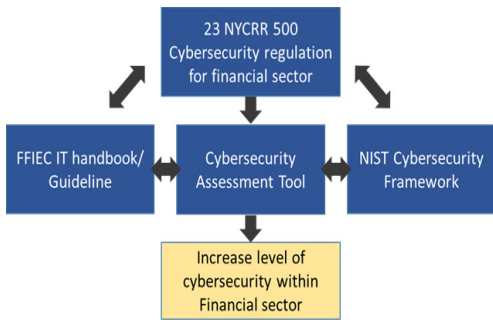 23 NYCRR 500
Cybersecurity regulation
for financial sector
FFIEC IT handbook/
Guideline
Cybersecurity
Assessment Tool
NIST Cybersecurity
Framework
Increase level of
cybersecurity within
Financial sector